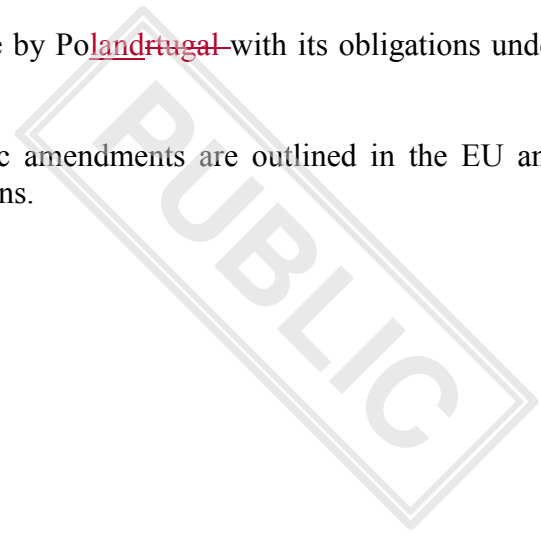 e by Polandrtugal with its obligations und
c amendments are outlined in the EU an
ns.
PUBLIC